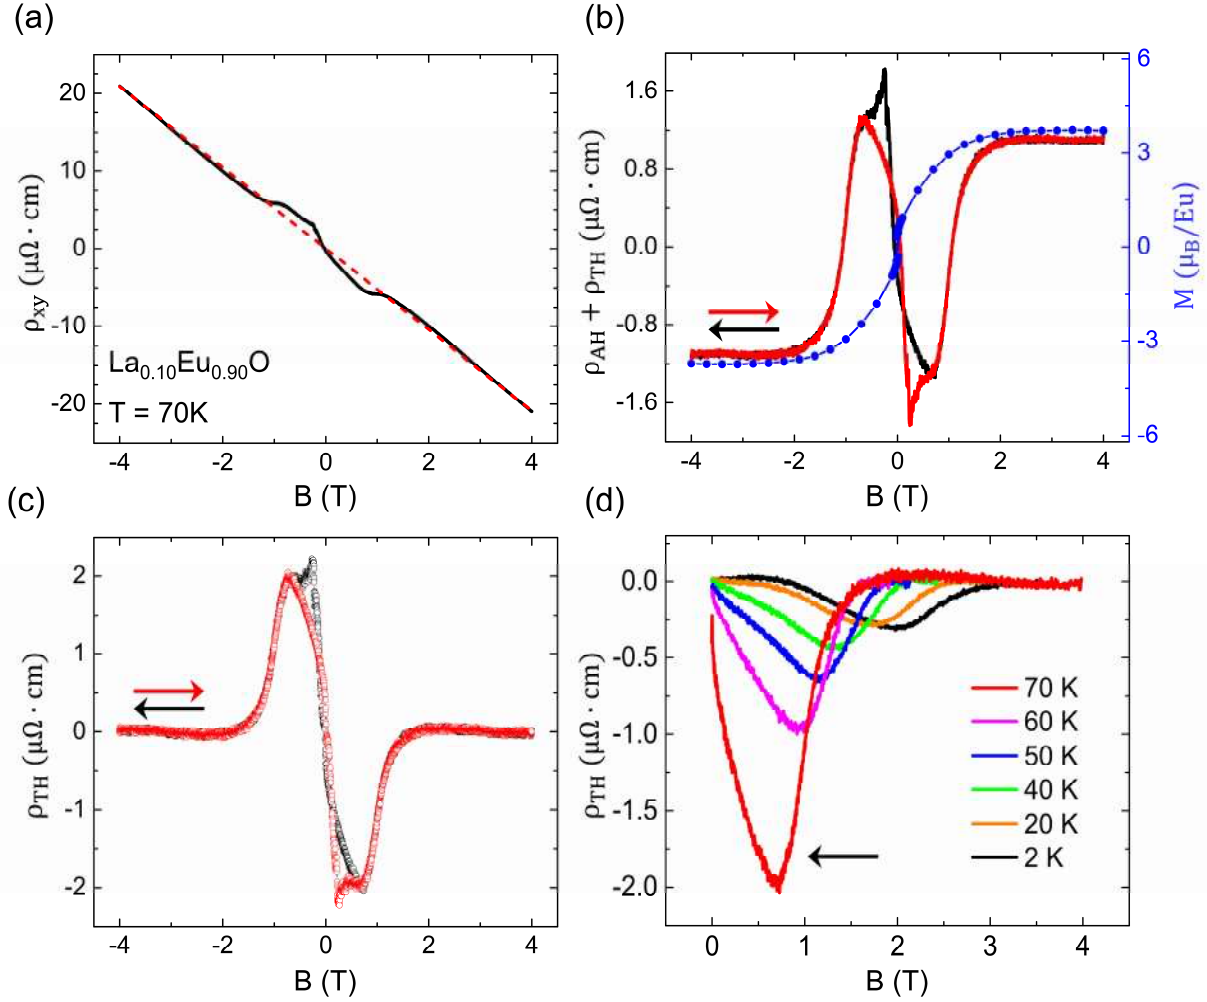 (a)
20
10
0
-10
-20
ρxy (μΩ · cm)
La0.10Eu0.90O
T = 70K
-4 -2 0 2 4
B (T)
(b)
1.6
0.8
0.0
-0.8
-1.6
ρAH + ρTH (μΩ · cm)
6
3
0
-3
-6
M (μB/Eu)
-4 -2 0 2 4
B (T)
(c)
2
1
0
-1
-2
ρTH (μΩ · cm)
-4 -2 0 2 4
B (T)
(d)
0.0
-0.5
-1.0
-1.5
-2.0
ρTH (μΩ · cm)
70 K
60 K
50 K
40 K
20 K
2 K
0 1 2 3 4
B (T)